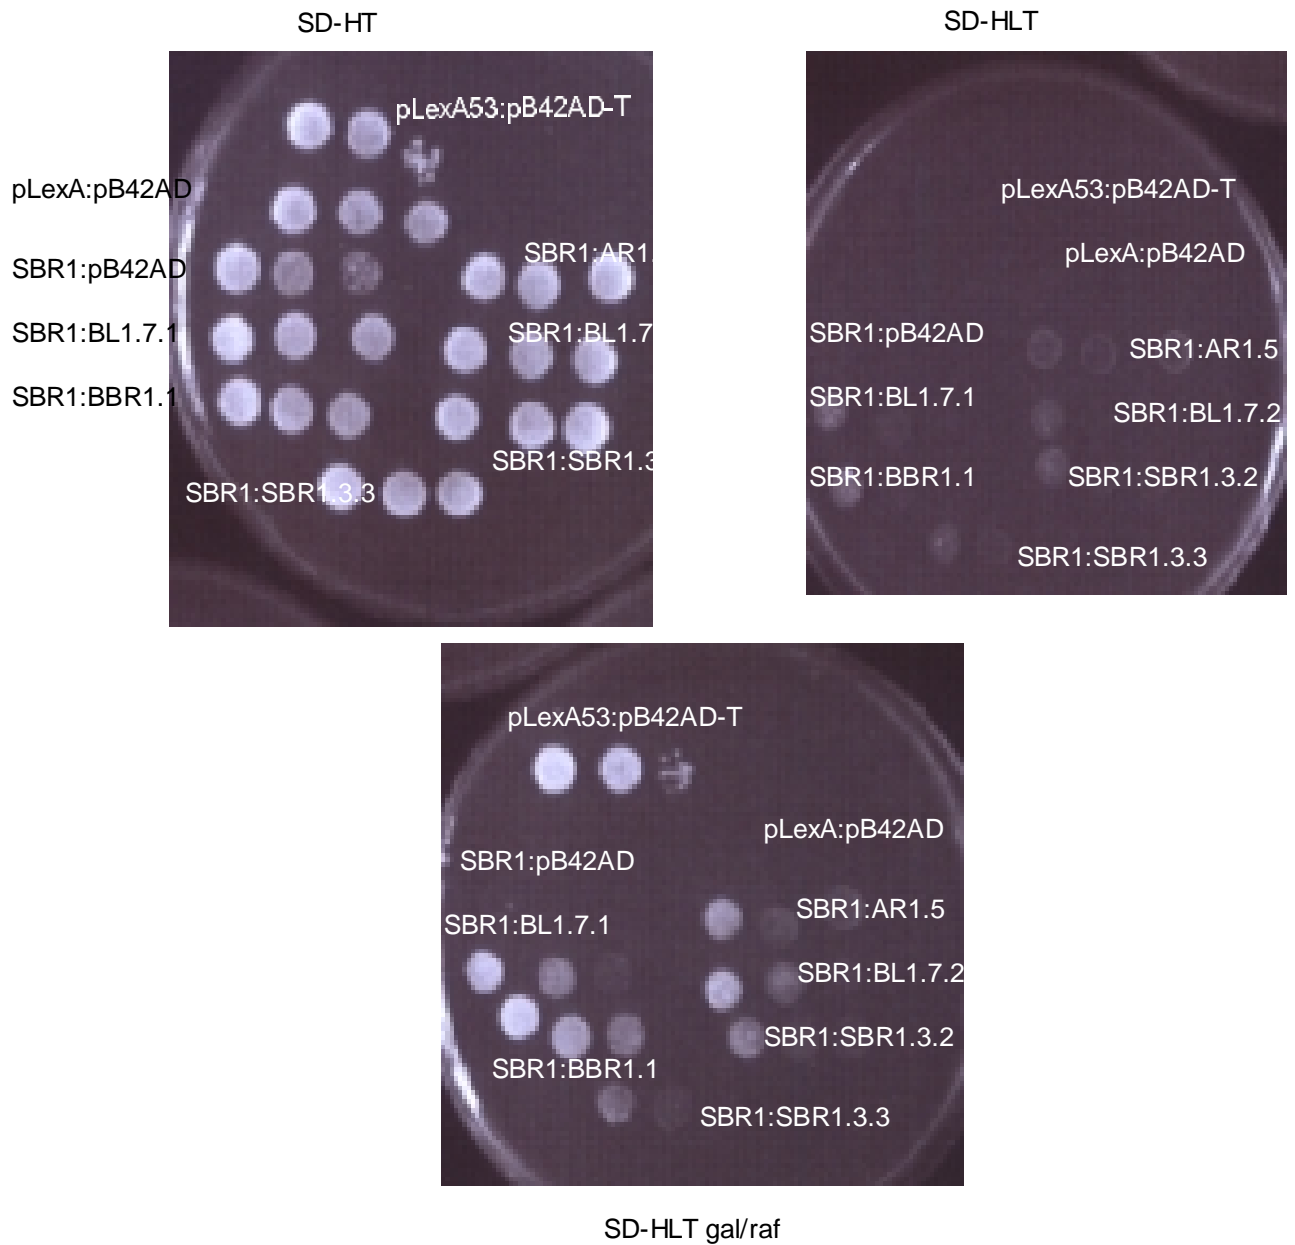 SD-HT
pLexA53:pB42AD-T
pLexA:pB42AD
SBR1:AR1.
SBR1:pB42AD
SBR1:BL1.7.1
SBR1:BL1.7
SBR1:BBR1.1
SBR1:SBR1.3
SBR1:SBR1.3.3
SD-HLT
pLexA53:pB42AD-T
pLexA:pB42AD
SBR1:pB42AD
SBR1:AR1.5
SBR1:BL1.7.1
SBR1:BL1.7.2
SBR1:BBR1.1
SBR1:SBR1.3.2
SBR1:SBR1.3.3
pLexA53:pB42AD-T
pLexA:pB42AD
SBR1:pB42AD
SBR1:AR1.5
SBR1:BL1.7.1
SBR1:BL1.7.2
SBR1:SBR1.3.2
SBR1:BBR1.1
SBR1:SBR1.3.3
SD-HLT gal/raf